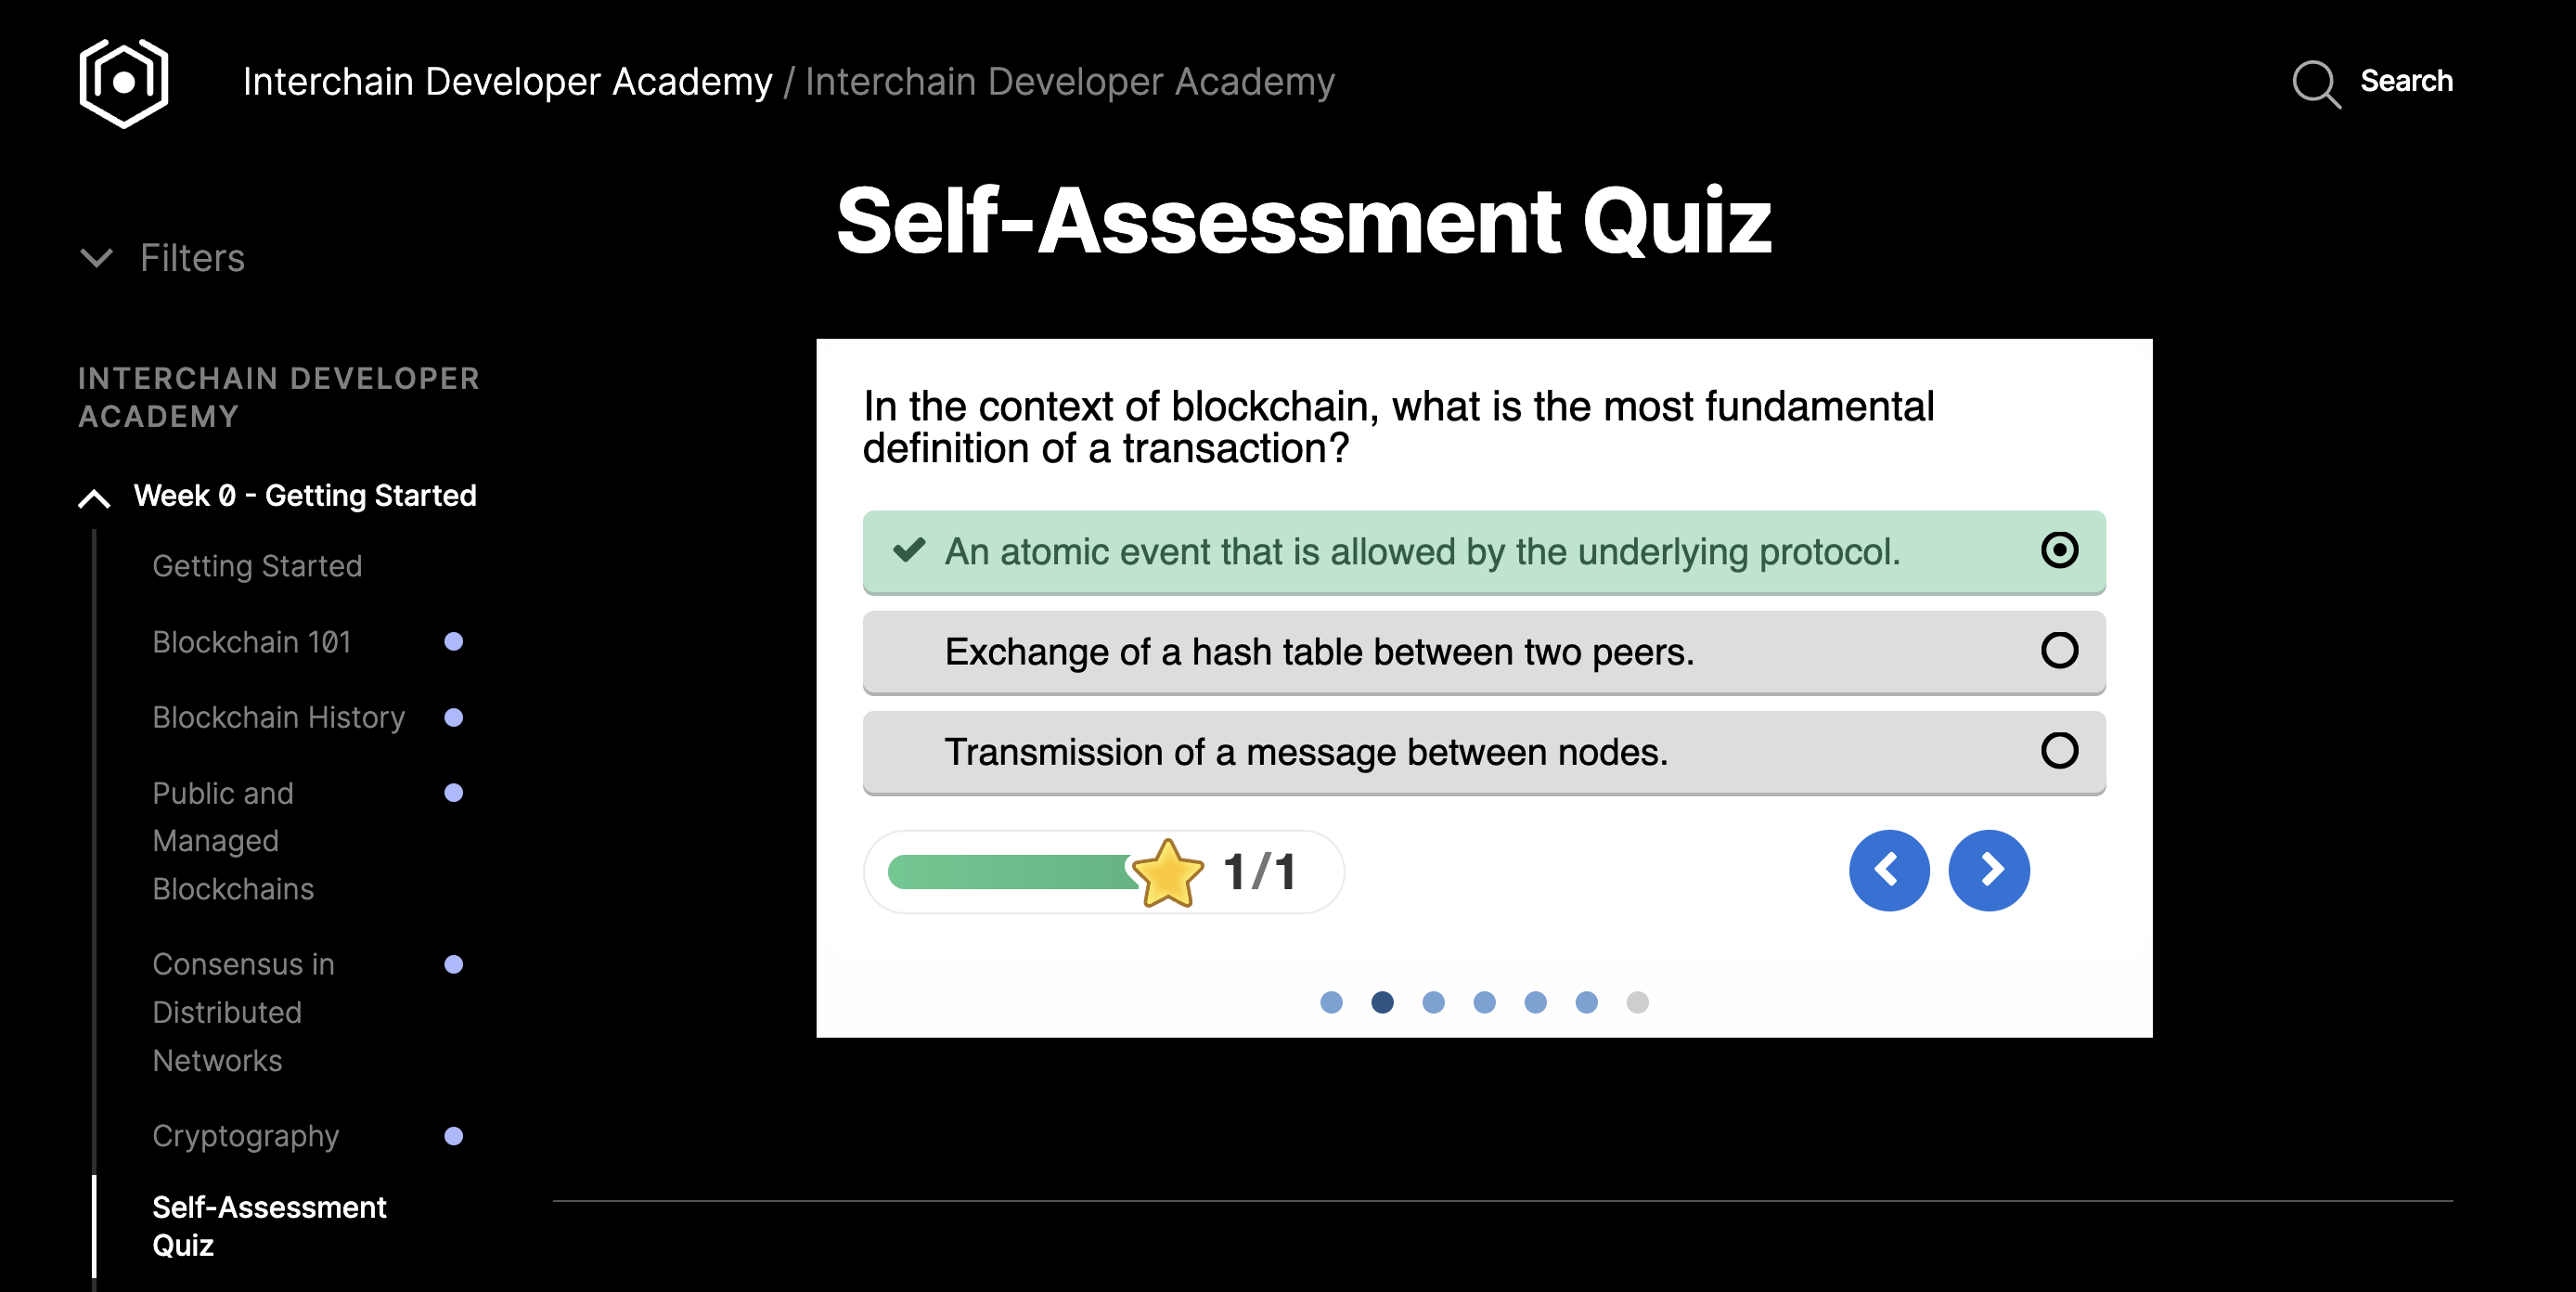 Interchain Developer Academy / Interchain Developer Academy
Search
Filters
INTERCHAIN DEVELOPER
ACADEMY
Week 0 - Getting Started
Getting Started
Blockchain 101
Blockchain History
Public and
Managed
Blockchains
Consensus in
Distributed
Networks
Cryptography
Self-Assessment
Quiz
Self-Assessment Quiz
In the context of blockchain, what is the most fundamental
definition of a transaction?
An atomic event that is allowed by the underlying protocol.
Exchange of a hash table between two peers.
Transmission of a message between nodes.
1/1